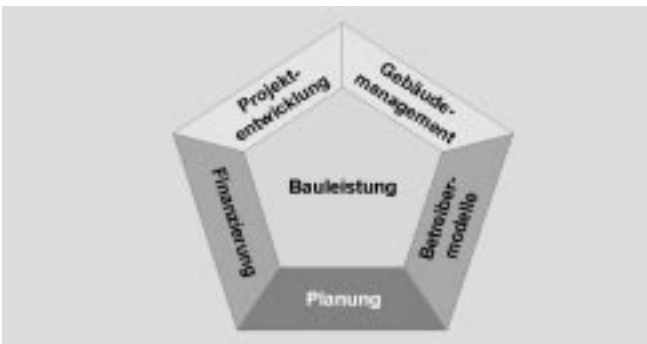 Projekt-
entwicklung
Gebäude-
management
Bauleistung
Finanzierung
Betreiber-
modelle
Planung